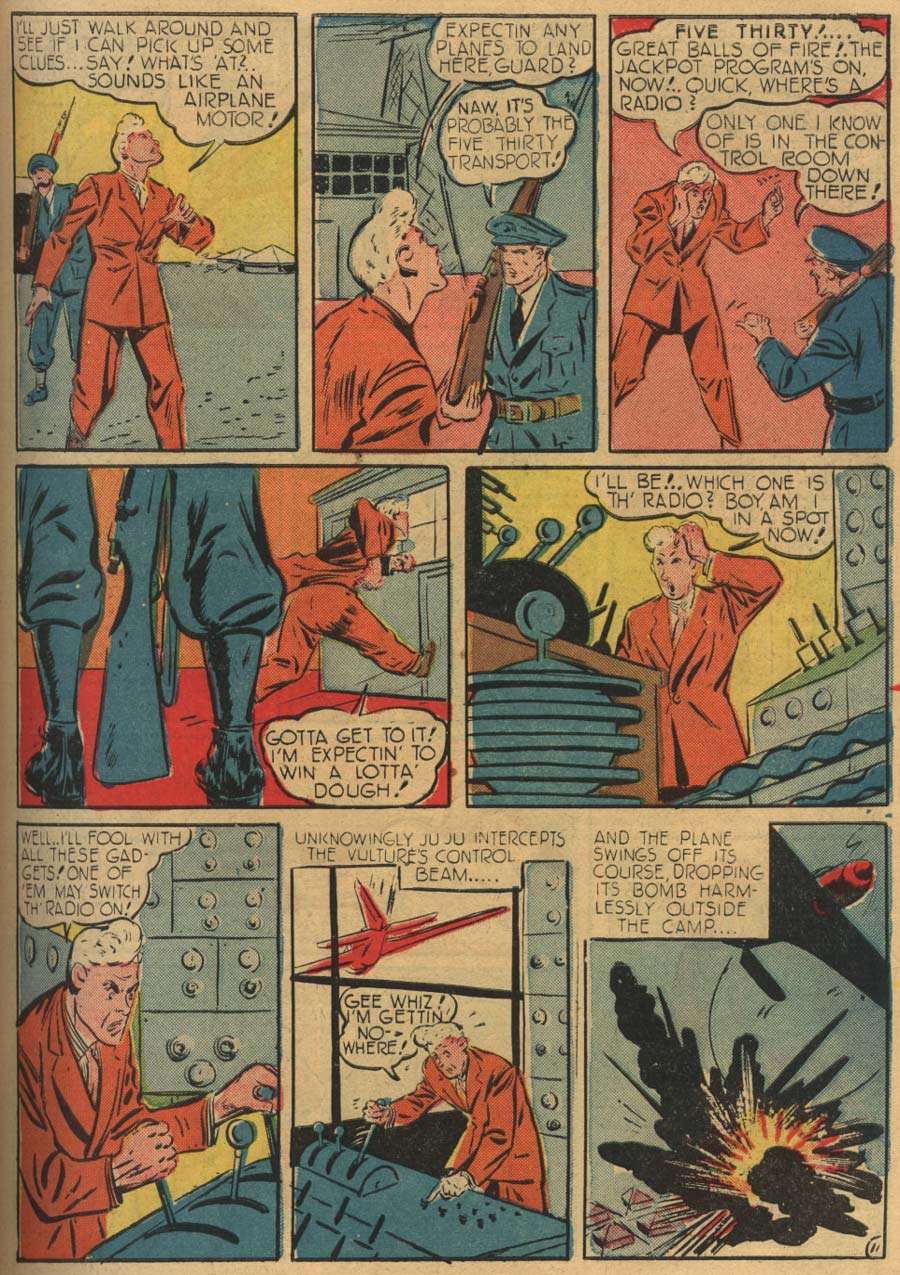 I'LL JUST WALK AROUND AND
SEE IF I CAN PICK UP SOME
CLUES...SAY! WHAT'S 'AT?..
SOUNDS LIKE AN
AIRPLANE
MOTOR!
EXPECTIN' ANY
PLANES TO LAND
HERE, GUARD?
NAW, IT'S
PROBABLY THE
FIVE THIRTY
TRANSPORT!
FIVE THIRTY!....
GREAT BALLS OF FIRE!. THE
JACKPOT PROGRAM'S ON,
NOW!.. QUICK, WHERE'S A
RADIO?
ONLY ONE I KNOW
OF IS IN THE CON-
TROL ROOM
DOWN
THERE!
GOTTA GET TO IT!
I'M EXPECTIN' TO
WIN A LOTTA'
DOUGH!
I'LL BE!.. WHICH ONE IS
TH' RADIO? BOY, AM I
IN A SPOT
NOW!
WELL..I'LL FOOL WITH
ALL THESE GAD-
GETS! ONE OF
'EM MAY SWITCH
TH' RADIO ON!
UNKNOWINGLY JU JU INTERCEPTS
THE VULTURE'S CONTROL
BEAM.....
GEE WHIZ!
I'M GETTIN'
NO--
WHERE!
AND THE PLANE
SWINGS OFF ITS
COURSE, DROPPING
ITS BOMB HARM-
LESSLY OUTSIDE
THE CAMP....
11